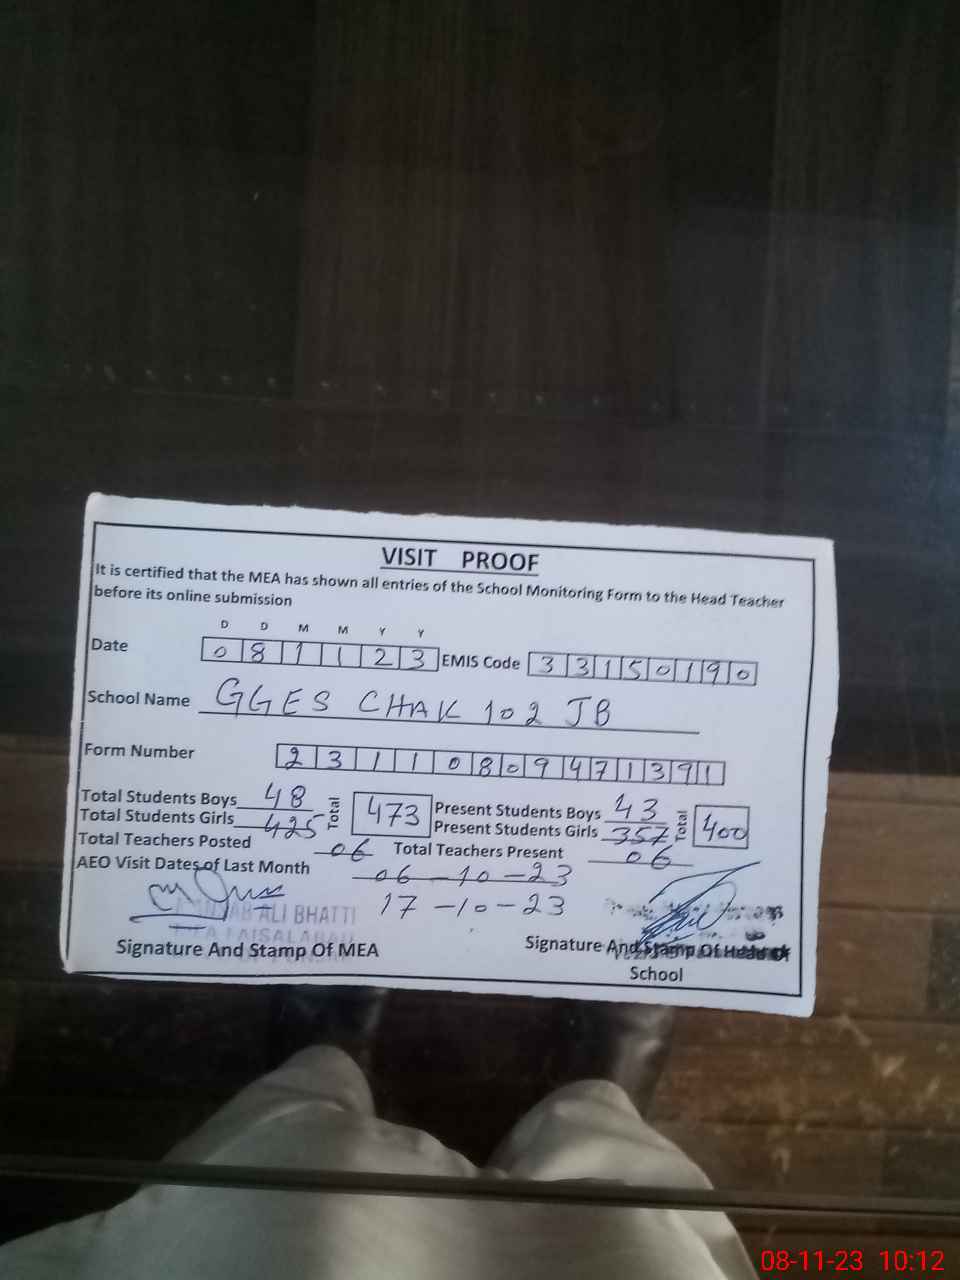 VISIT PROOF
It is certified that the MEA has shown all entries of the School Monitoring Form to the Head Teacher
before its online submission
D D M M Y Y
Date 0 8 1 1 2 3 EMIS Code 3 3 1 5 0 1 9 0
School Name GGES CHAK 102 JB
Form Number 2 3 1 1 0 8 0 9 4 7 1 3 9 1
Total Students Boys 48 Total 473 Present Students Boys 43 Total 400
Total Students Girls 425 Present Students Girls 357
Total Teachers Posted 06 Total Teachers Present 06
AEO Visit Dates of Last Month 06-10-23
17-10-23
ALI BHATTI
FAISALABAD
Signature And Stamp Of MEA
Signature And Stamp Of Head Of
School
08-11-23 10:12